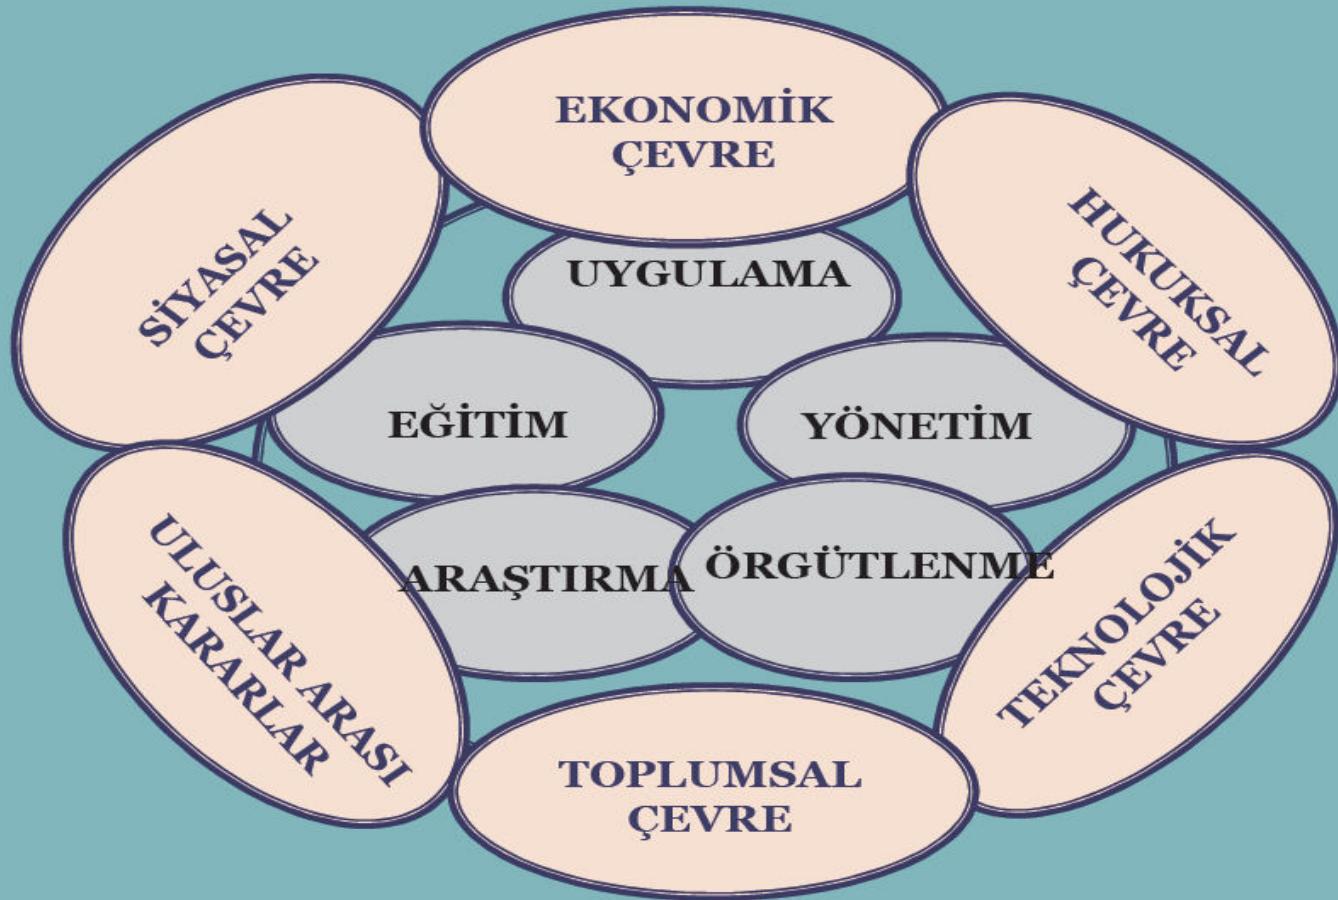 EKONOMİK
ÇEVRE
HUKUKSAL
ÇEVRE
SİYASAL
ÇEVRE
UYGULAMA
EĞİTİM
YÖNETİM
ARAŞTIRMA
ÖRGÜTLENME
ULUSLAR ARASI
KARARLAR
TEKNOLOJİK
ÇEVRE
TOPLUMSAL
ÇEVRE